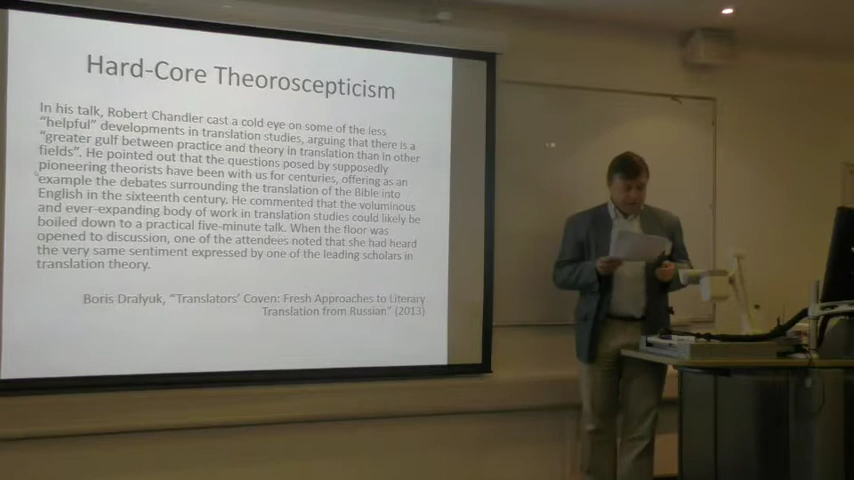 Hard-Core Theoroscepticism
In his talk, Robert Chandler cast a cold eye on some of the less
"helpful" developments in translation studies, arguing that there is a
"greater gulf between practice and theory in translation than in other
fields". He pointed out that the questions posed by supposedly
pioneering theorists have been with us for centuries, offering as an
example the debates surrounding the translation of the Bible into
English in the sixteenth century. He commented that the voluminous
and ever-expanding body of work in translation studies could likely be
boiled down to a practical five-minute talk. When the floor was
opened to discussion, one of the attendees noted that she had heard
the very same sentiment expressed by one of the leading scholars in
translation theory.
Boris Dralyuk, "Translators' Coven: Fresh Approaches to Literary
Translation from Russian" (2013)